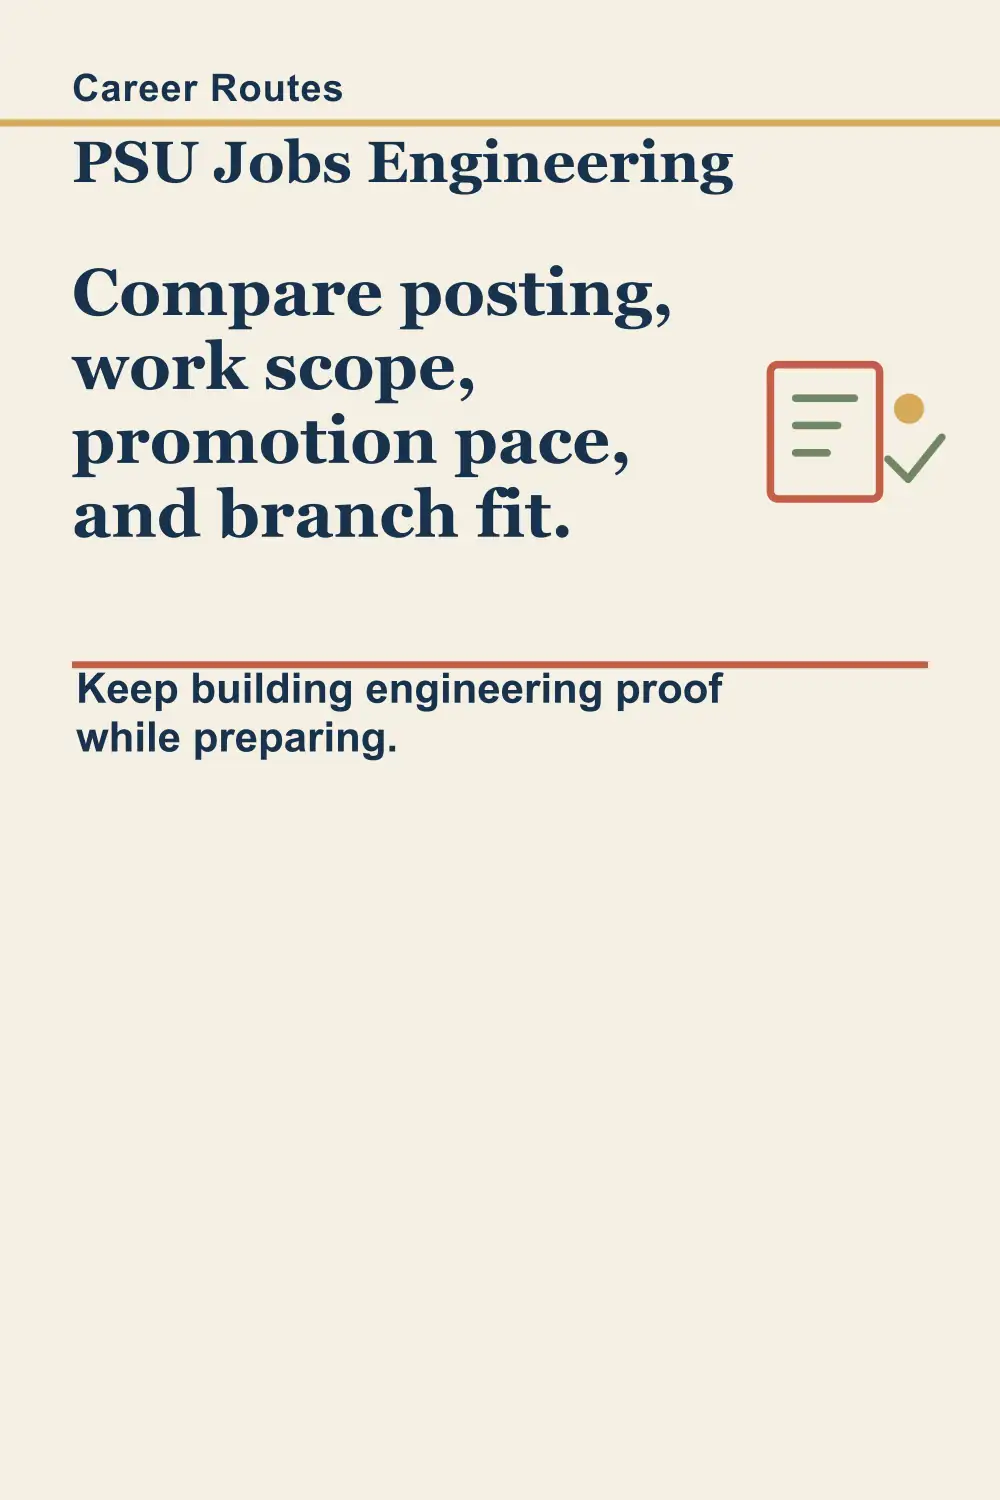 Career Routes
PSU Jobs Engineering
Compare posting,
work scope,
promotion pace,
and branch fit.
Keep building engineering proof
while preparing.